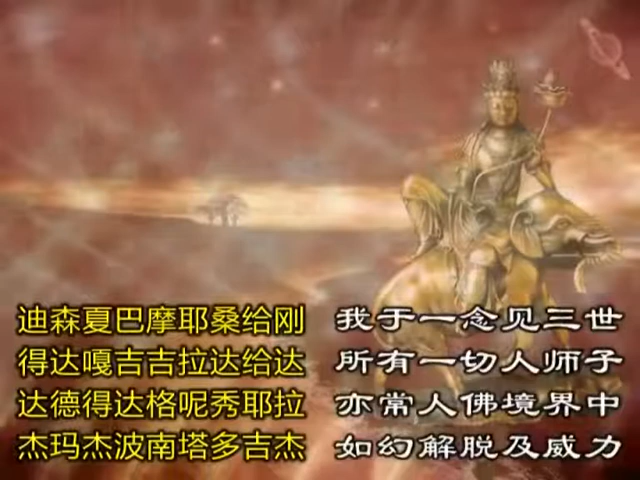 迪森夏巴摩耶桑给刚 我于一念见三世
得达嘎吉吉拉达给达 所有一切人师子
达德得达格呢秀耶拉 亦常人佛境界中
杰玛杰波南塔多吉杰 如幻解脱及威力